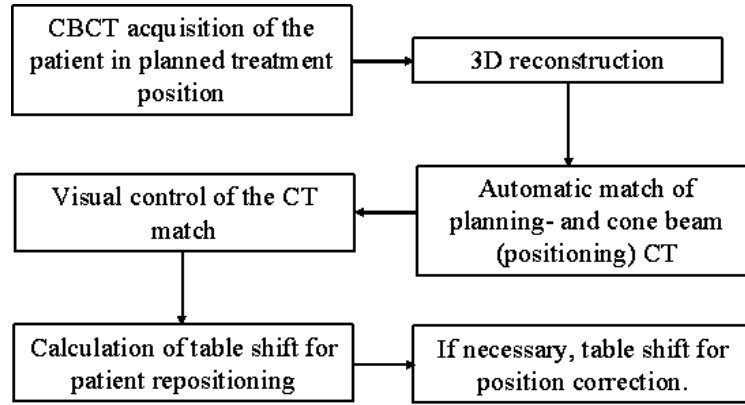 CBCT acquisition of the
patient in planned treatment
position
3D reconstruction
Automatic match of
planning- and cone beam
(positioning) CT
Visual control of the CT
match
Calculation of table shift for
patient repositioning
If necessary, table shift for
position correction.